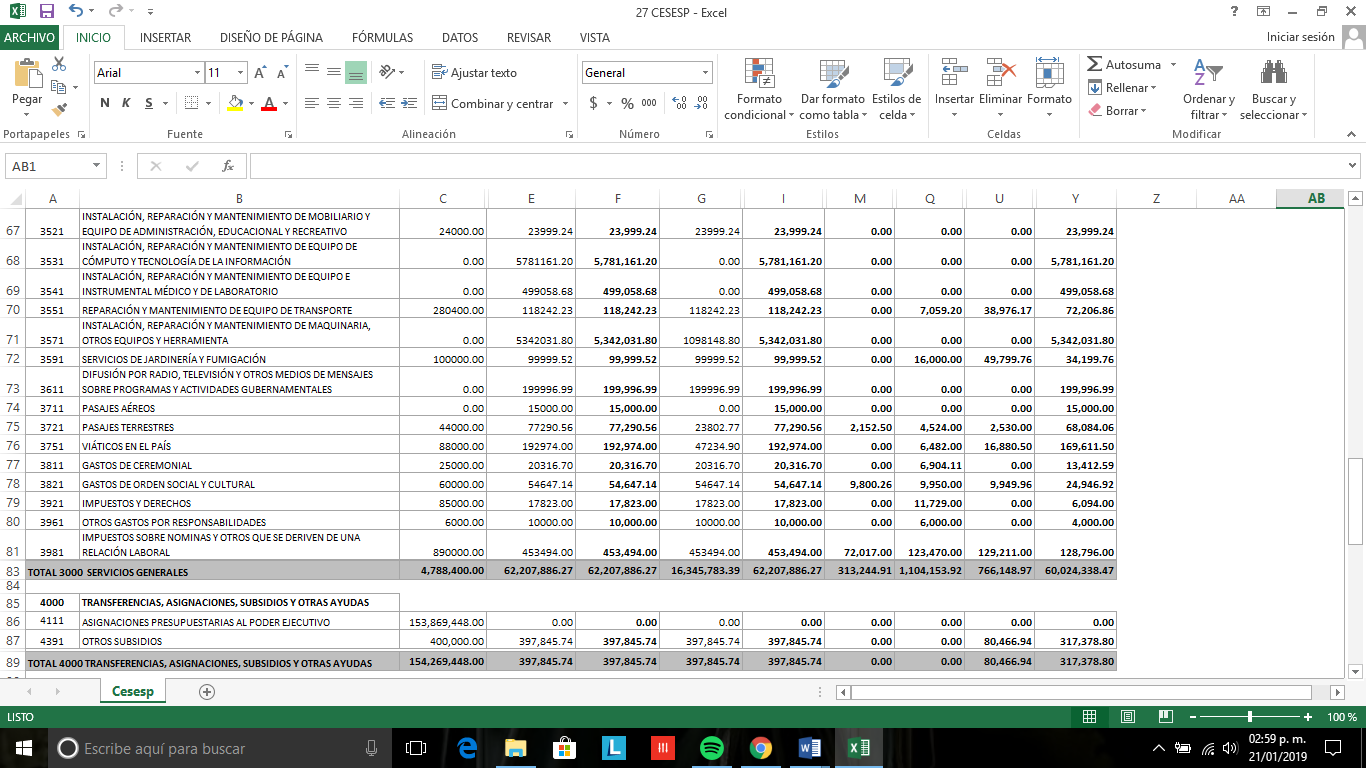 27 CESESP - Excel
ARCHIVO INICIO INSERTAR DISEÑO DE PÁGINA FÓRMULAS DATOS REVISAR VISTA Iniciar sesión
Pegar
Portapapeles
Arial 11
N K S
Fuente
Ajustar texto
Combinar y centrar
Alineación
General
$ % 000
Número
Formato condicional
Dar formato como tabla
Estilos de celda
Estilos
Insertar Eliminar Formato
Celdas
Autosuma
Rellenar
Borrar
Ordenar y filtrar
Buscar y seleccionar
Modificar
AB1
fx
A B C E F G I M Q U Y Z AA AB
INSTALACIÓN, REPARACIÓN Y MANTENIMIENTO DE MOBILIARIO Y
67 3521 EQUIPO DE ADMINISTRACIÓN, EDUCACIONAL Y RECREATIVO 24000.00 23999.24 23,999.24 23999.24 23,999.24 0.00 0.00 0.00 23,999.24
INSTALACIÓN, REPARACIÓN Y MANTENIMIENTO DE EQUIPO DE
68 3531 CÓMPUTO Y TECNOLOGÍA DE LA INFORMACIÓN 0.00 5781161.20 5,781,161.20 0.00 5,781,161.20 0.00 0.00 0.00 5,781,161.20
INSTALACIÓN, REPARACIÓN Y MANTENIMIENTO DE EQUIPO E
69 3541 INSTRUMENTAL MÉDICO Y DE LABORATORIO 0.00 499058.68 499,058.68 0.00 499,058.68 0.00 0.00 0.00 499,058.68
70 3551 REPARACIÓN Y MANTENIMIENTO DE EQUIPO DE TRANSPORTE 280400.00 118242.23 118,242.23 118242.23 118,242.23 0.00 7,059.20 38,976.17 72,206.86
INSTALACIÓN, REPARACIÓN Y MANTENIMIENTO DE MAQUINARIA,
71 3571 OTROS EQUIPOS Y HERRAMIENTA 0.00 5342031.80 5,342,031.80 1098148.80 5,342,031.80 0.00 0.00 0.00 5,342,031.80
72 3591 SERVICIOS DE JARDINERÍA Y FUMIGACIÓN 100000.00 99999.52 99,999.52 99999.52 99,999.52 0.00 16,000.00 49,799.76 34,199.76
DIFUSIÓN POR RADIO, TELEVISIÓN Y OTROS MEDIOS DE MENSAJES
73 3611 SOBRE PROGRAMAS Y ACTIVIDADES GUBERNAMENTALES 0.00 199996.99 199,996.99 199996.99 199,996.99 0.00 0.00 0.00 199,996.99
74 3711 PASAJES AÉREOS 0.00 15000.00 15,000.00 0.00 15,000.00 0.00 0.00 0.00 15,000.00
75 3721 PASAJES TERRESTRES 44000.00 77290.56 77,290.56 23802.77 77,290.56 2,152.50 4,524.00 2,530.00 68,084.06
76 3751 VIÁTICOS EN EL PAÍS 88000.00 192974.00 192,974.00 47234.90 192,974.00 0.00 6,482.00 16,880.50 169,611.50
77 3811 GASTOS DE CEREMONIAL 25000.00 20316.70 20,316.70 20316.70 20,316.70 0.00 6,904.11 0.00 13,412.59
78 3821 GASTOS DE ORDEN SOCIAL Y CULTURAL 60000.00 54647.14 54,647.14 54647.14 54,647.14 9,800.26 9,950.00 9,949.96 24,946.92
79 3921 IMPUESTOS Y DERECHOS 85000.00 17823.00 17,823.00 17823.00 17,823.00 0.00 11,729.00 0.00 6,094.00
80 3961 OTROS GASTOS POR RESPONSABILIDADES 6000.00 10000.00 10,000.00 10000.00 10,000.00 0.00 6,000.00 0.00 4,000.00
IMPUESTOS SOBRE NOMINAS Y OTROS QUE SE DERIVEN DE UNA
81 3981 RELACIÓN LABORAL 890000.00 453494.00 453,494.00 453494.00 453,494.00 72,017.00 123,470.00 129,211.00 128,796.00
83 TOTAL 3000 SERVICIOS GENERALES 4,788,400.00 62,207,886.27 62,207,886.27 16,345,783.39 62,207,886.27 313,244.91 1,104,153.92 766,148.97 60,024,338.47
84
85 4000 TRANSFERENCIAS, ASIGNACIONES, SUBSIDIOS Y OTRAS AYUDAS
86 4111 ASIGNACIONES PRESUPUESTARIAS AL PODER EJECUTIVO 153,869,448.00 0.00 0.00 0.00 0.00 0.00 0.00 0.00 0.00
87 4391 OTROS SUBSIDIOS 400,000.00 397,845.74 397,845.74 397,845.74 397,845.74 0.00 0.00 80,466.94 317,378.80
89 TOTAL 4000 TRANSFERENCIAS, ASIGNACIONES, SUBSIDIOS Y OTRAS AYUDAS 154,269,448.00 397,845.74 397,845.74 397,845.74 397,845.74 0.00 0.00 80,466.94 317,378.80
Cesesp
LISTO 100 %
Escribe aquí para buscar
02:59 p. m.
21/01/2019